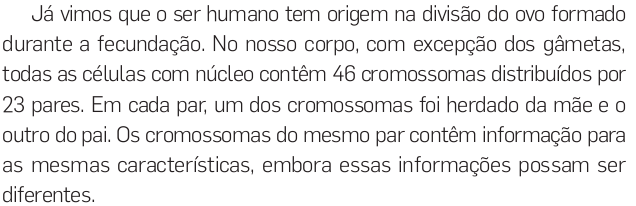 Já vimos que o ser humano tem origem na divisão do ovo formado
durante a fecundação. No nosso corpo, com excepção dos gâmetas,
todas as células com núcleo contêm 46 cromossomas distribuídos por
23 pares. Em cada par, um dos cromossomas foi herdado da mãe e o
outro do pai. Os cromossomas do mesmo par contêm informação para
as mesmas características, embora essas informações possam ser
diferentes.